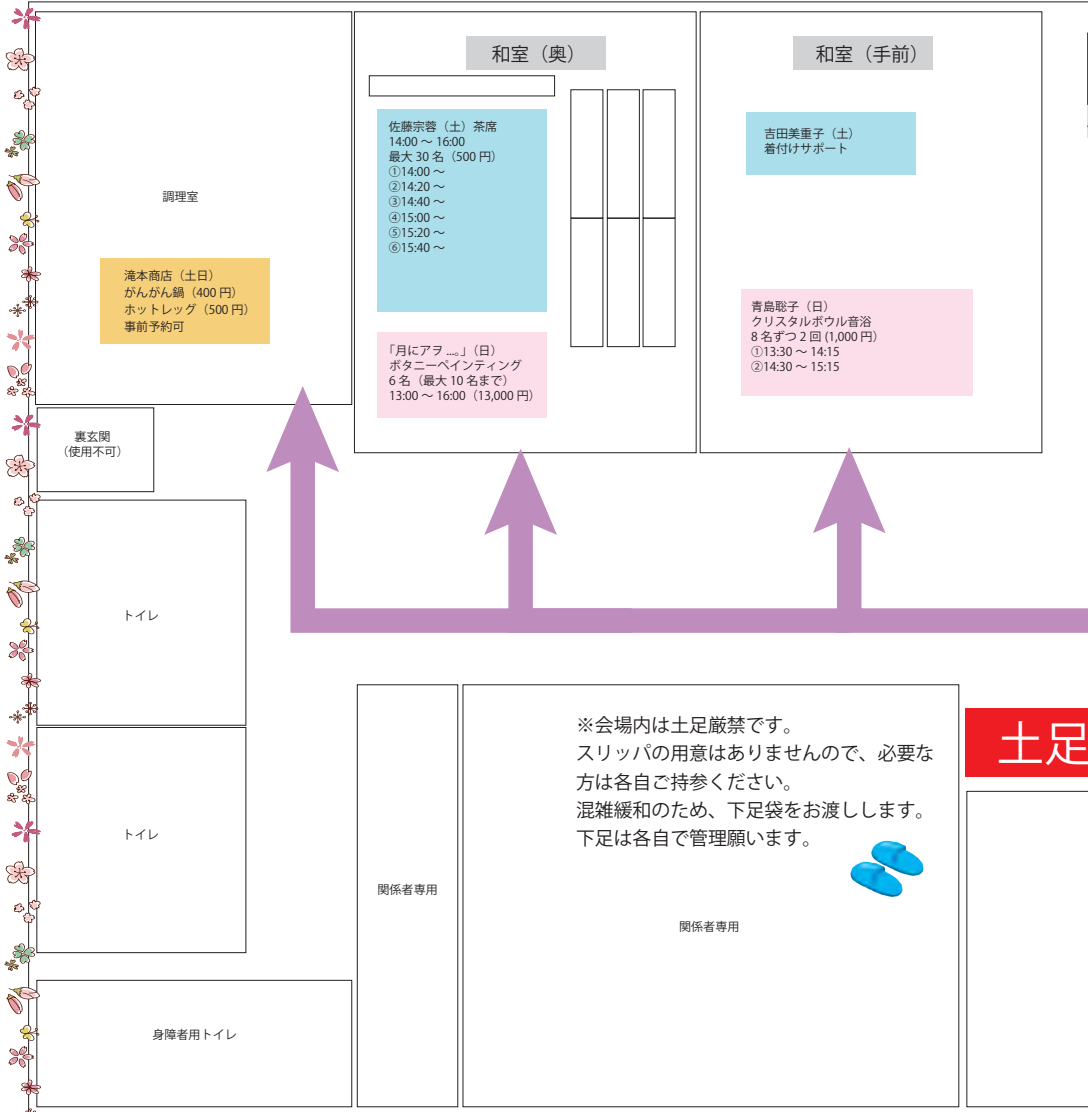 和室（奥）
和室（手前）
佐藤宗蓉（土）茶席
14:00 ～ 16:00
最大 30 名（500 円）
①14:00 ～
②14:20 ～
③14:40 ～
④15:00 ～
⑤15:20 ～
⑥15:40 ～
吉田美重子（土）
着付けサポート
調理室
滝本商店（土日）
がんがん鍋（400 円）
ホットレッグ（500 円）
事前予約可
「月にアヲ ...。」（日）
ボタニーペインティング
6 名（最大 10 名まで）
13:00 ～ 16:00（13,000 円）
青島聡子（日）
クリスタルボウル音浴
8 名ずつ 2 回 (1,000 円）
①13:30 ～ 14:15
②14:30 ～ 15:15
裏玄関
（使用不可）
トイレ
トイレ
身障者用トイレ
関係者専用
※会場内は土足厳禁です。
スリッパの用意はありませんので、必要な
方は各自ご持参ください。
混雑緩和のため、下足袋をお渡しします。
下足は各自で管理願います。
関係者専用
土足